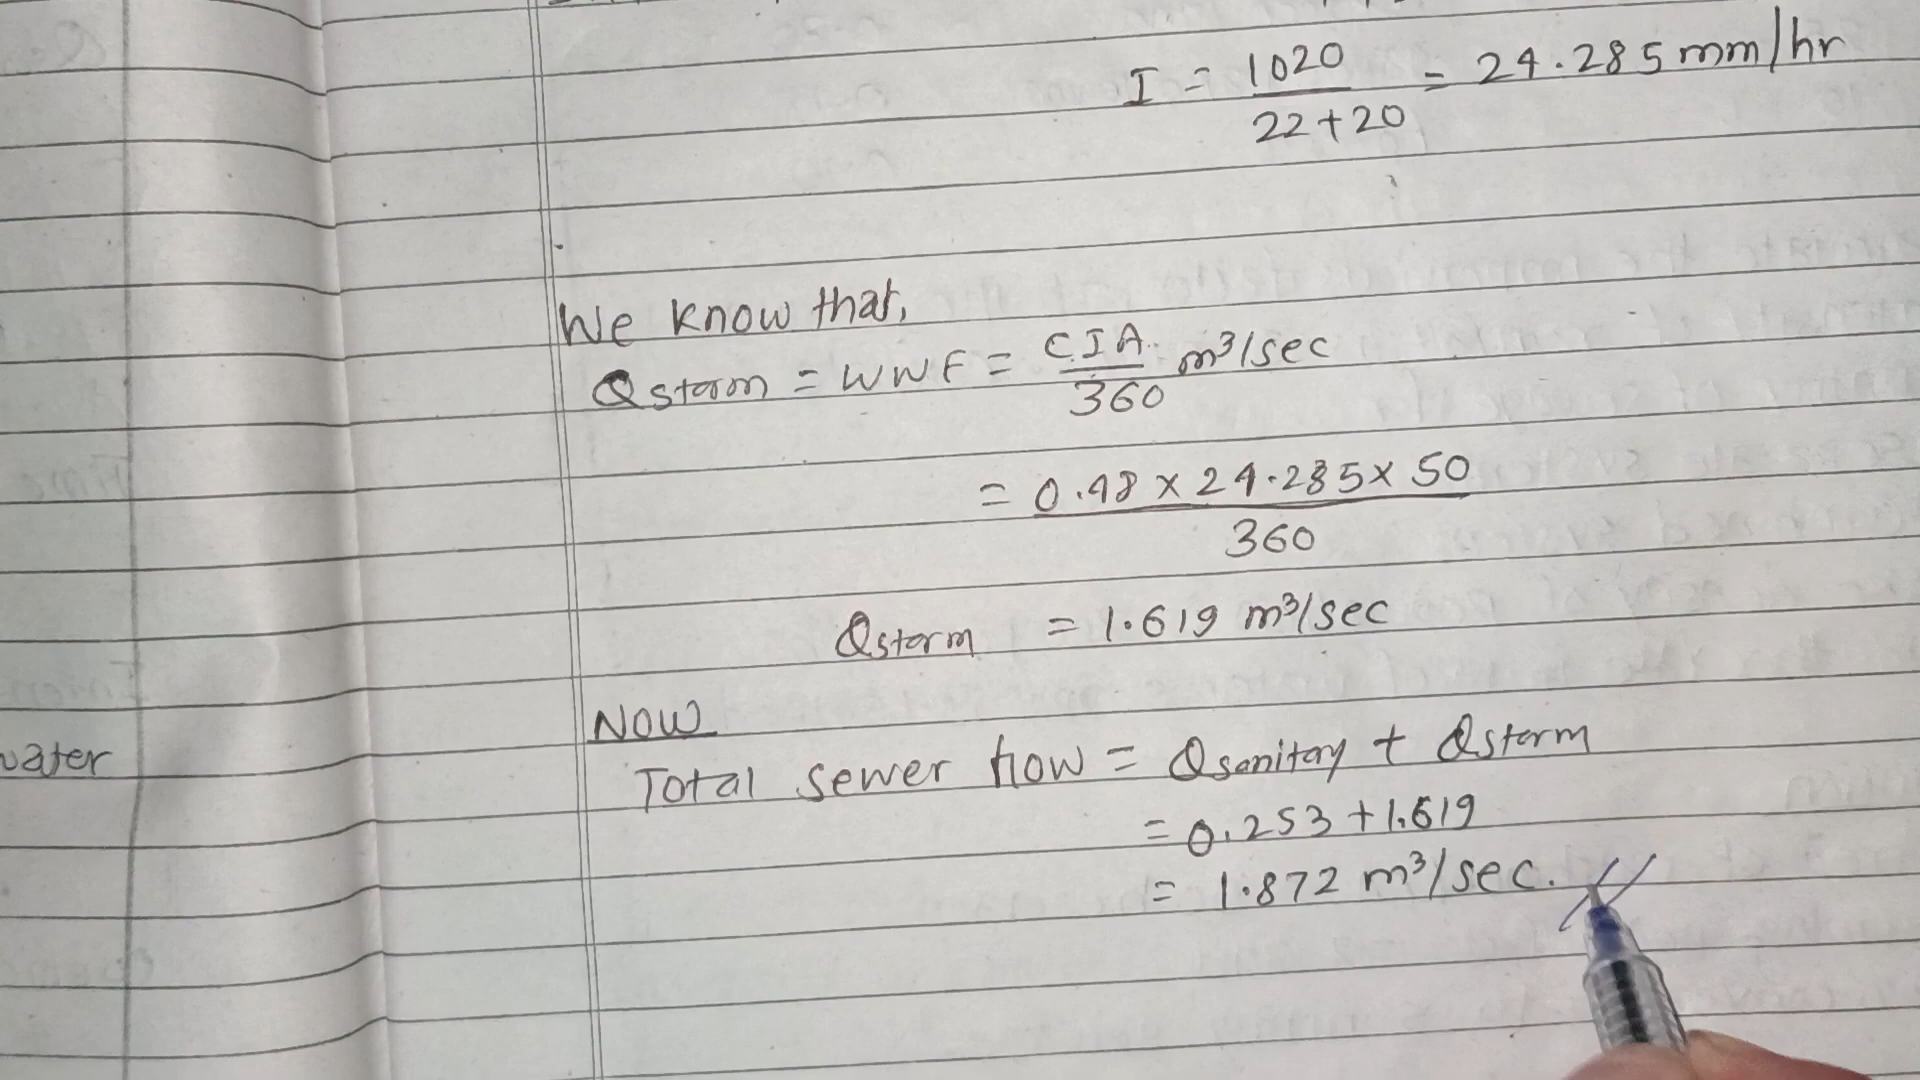 I = 1020 / 22+20 = 24.285 mm/hr
We know that,
Qstorm = WWF = CIA / 360 m³/sec
= 0.48 x 24.285 x 50 / 360
Qstorm = 1.619 m³/sec
Now
Total sewer flow = Qsanitary + Qstorm
= 0.253 + 1.619
water
= 1.872 m³/sec.